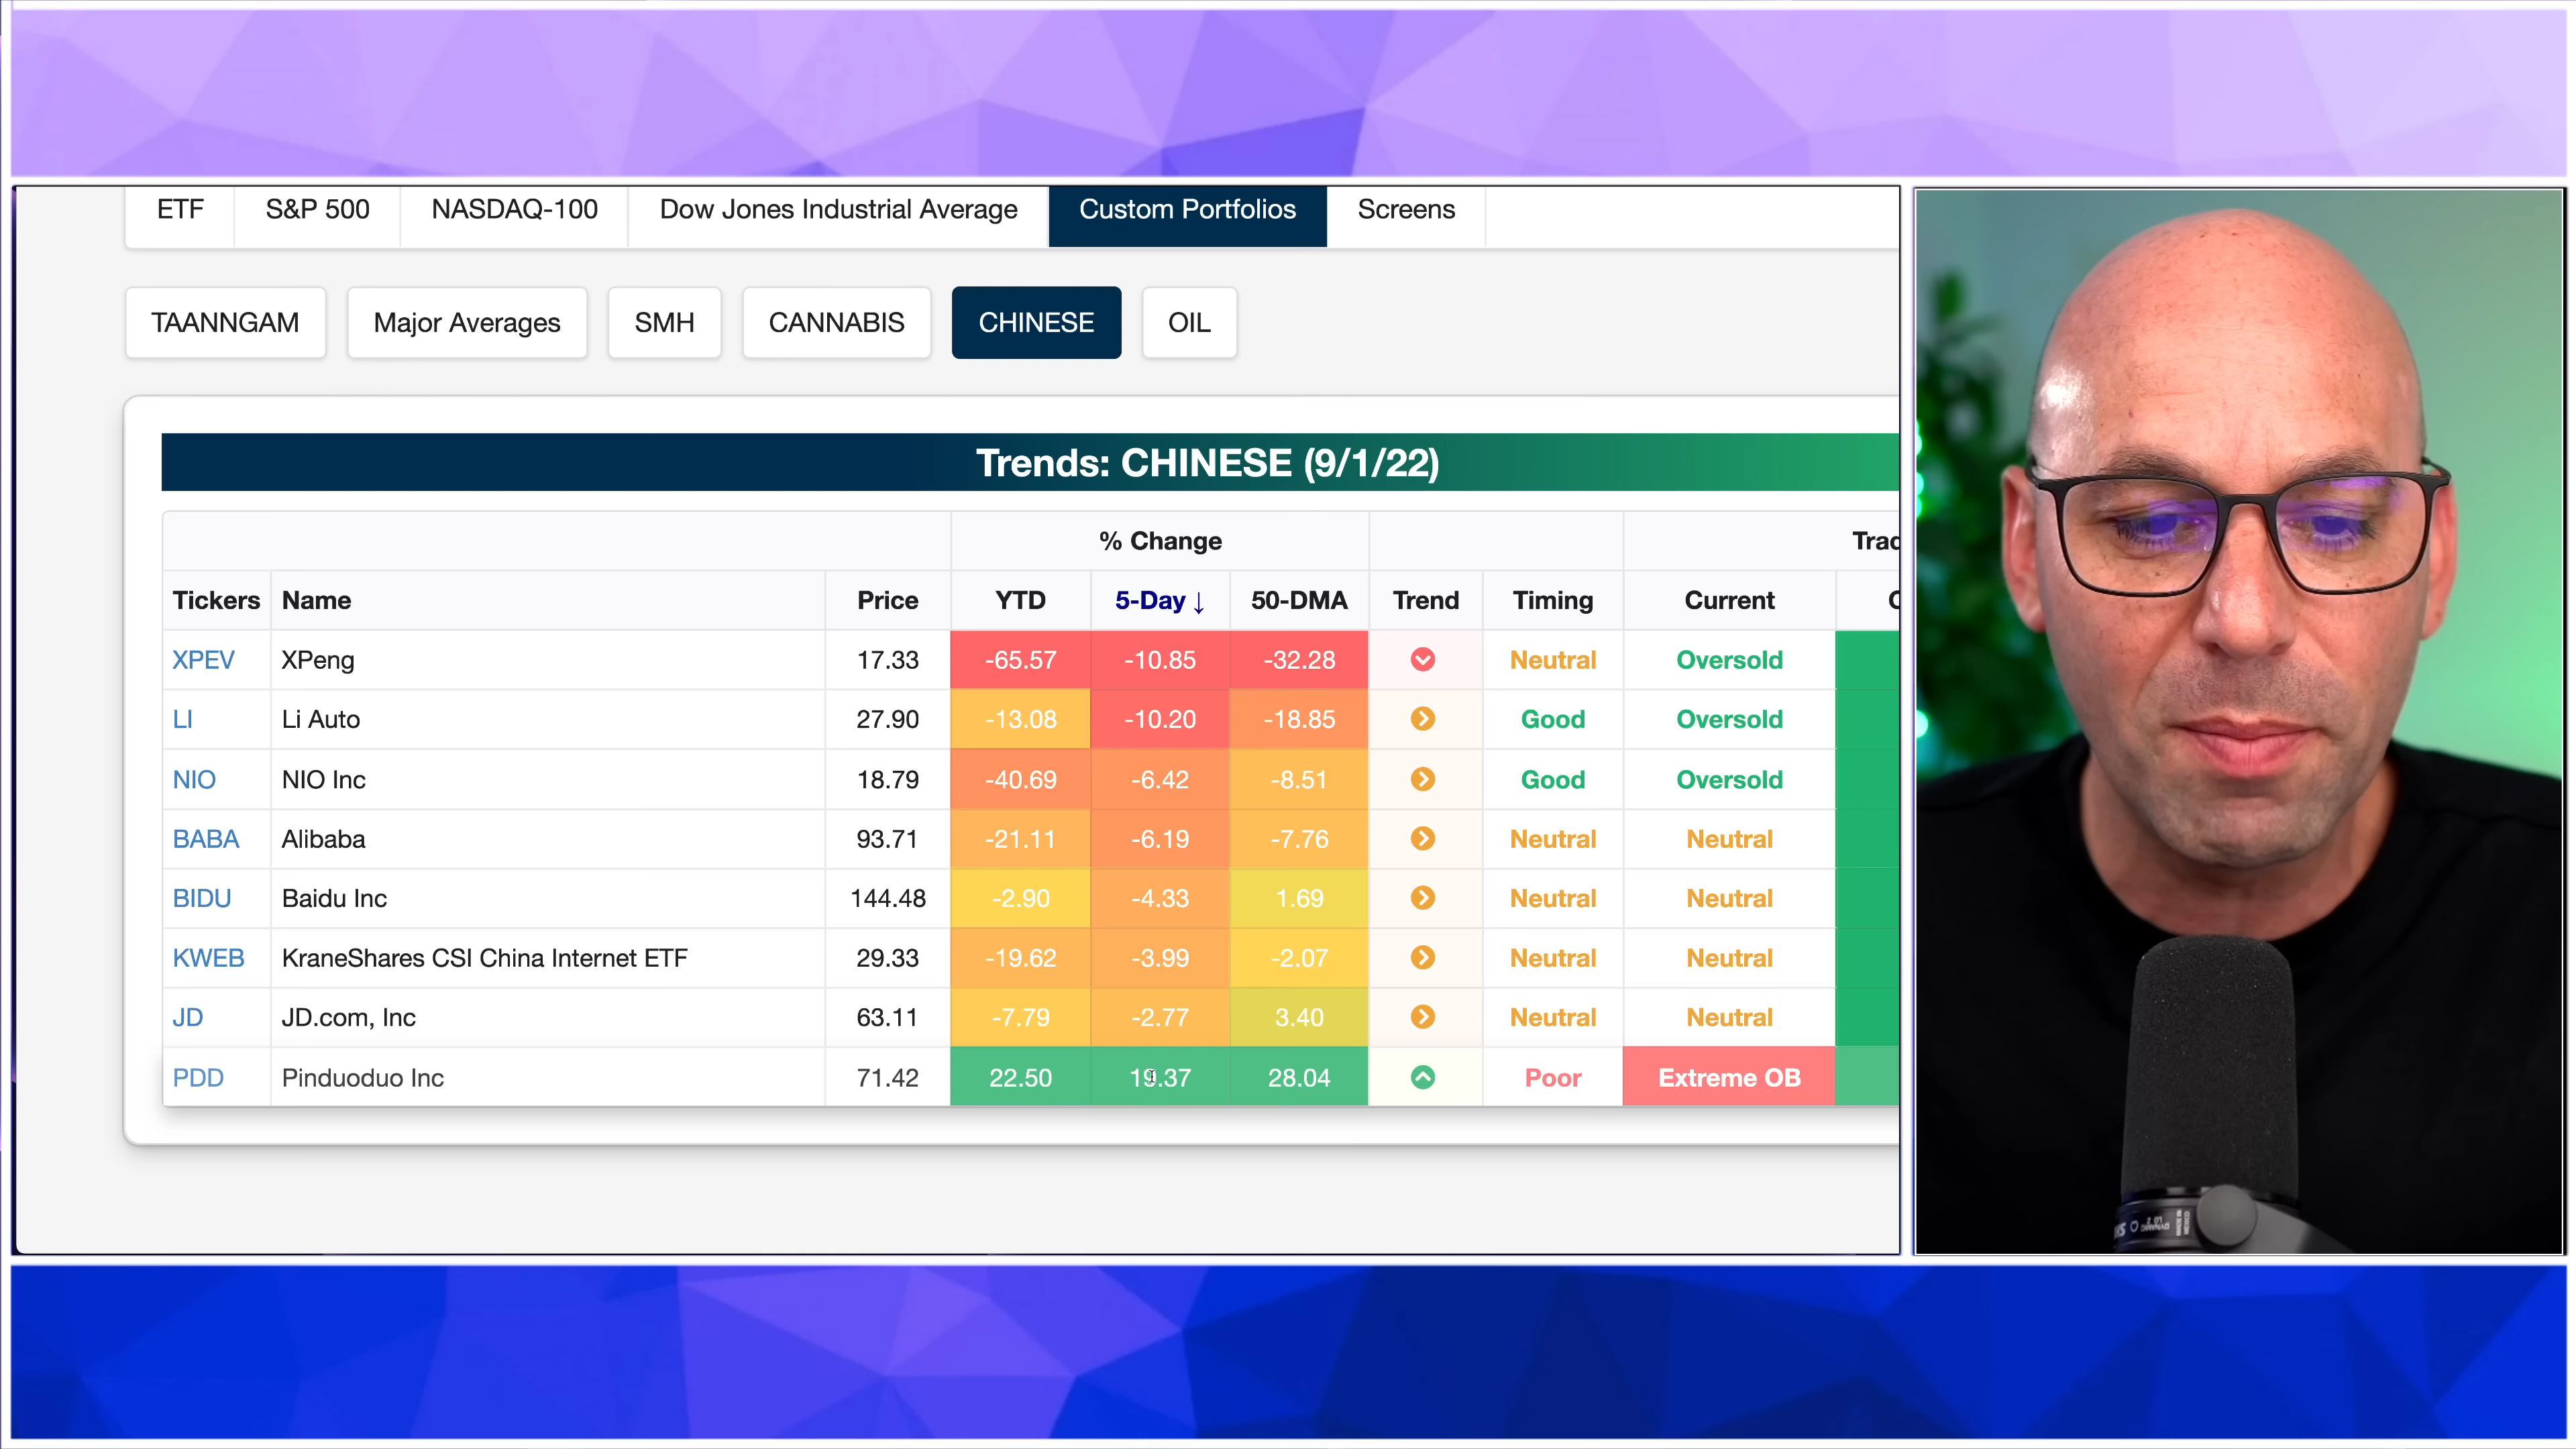 ETF S&P 500 NASDAQ-100 Dow Jones Industrial Average Custom Portfolios Screens
TAANNGAM Major Averages SMH CANNABIS CHINESE OIL
Trends: CHINESE (9/1/22)
% Change
Tickers Name Price YTD 5-Day ↓ 50-DMA Trend Timing Current
XPEV XPeng 17.33 -65.57 -10.85 -32.28 Neutral Oversold
LI Li Auto 27.90 -13.08 -10.20 -18.85 Good Oversold
NIO NIO Inc 18.79 -40.69 -6.42 -8.51 Good Oversold
BABA Alibaba 93.71 -21.11 -6.19 -7.76 Neutral Neutral
BIDU Baidu Inc 144.48 -2.90 -4.33 1.69 Neutral Neutral
KWEB KraneShares CSI China Internet ETF 29.33 -19.62 -3.99 -2.07 Neutral Neutral
JD JD.com, Inc 63.11 -7.79 -2.77 3.40 Neutral Neutral
PDD Pinduoduo Inc 71.42 22.50 19.37 28.04 Poor Extreme OB